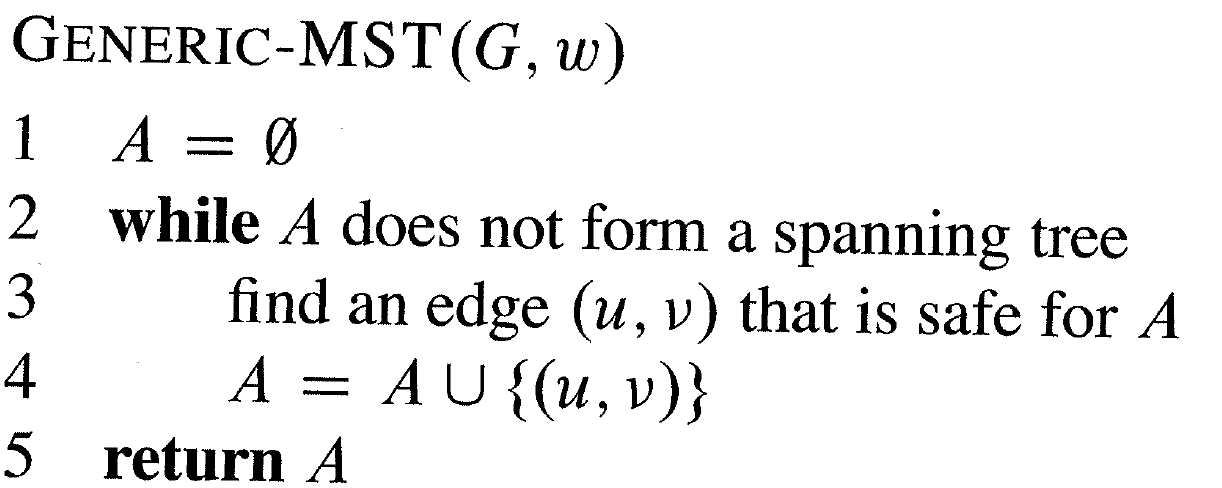 GENERIC-MST(G, w)
1 A = ∅
2 while A does not form a spanning tree
3 find an edge (u, v) that is safe for A
4 A = A ∪ {(u, v)}
5 return A